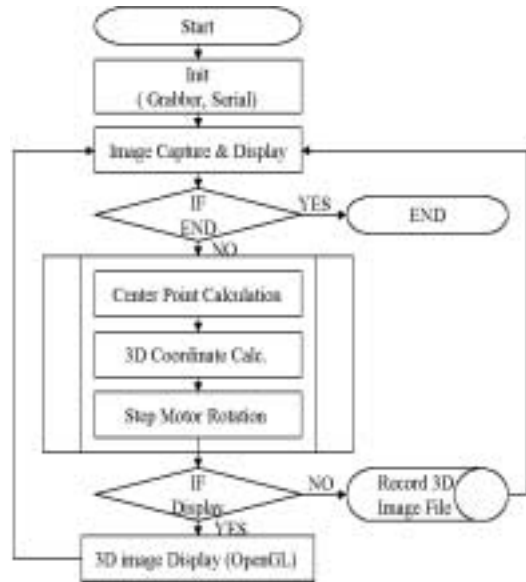 Start
Init
( Grabber, Serial)
Image Capture & Display
IF
END
YES
END
NO
Center Point Calculation
3D Coordinate Calc.
Step Motor Rotation
IF
Display
NO
Record 3D
Image File
YES
3D image Display (OpenGL)